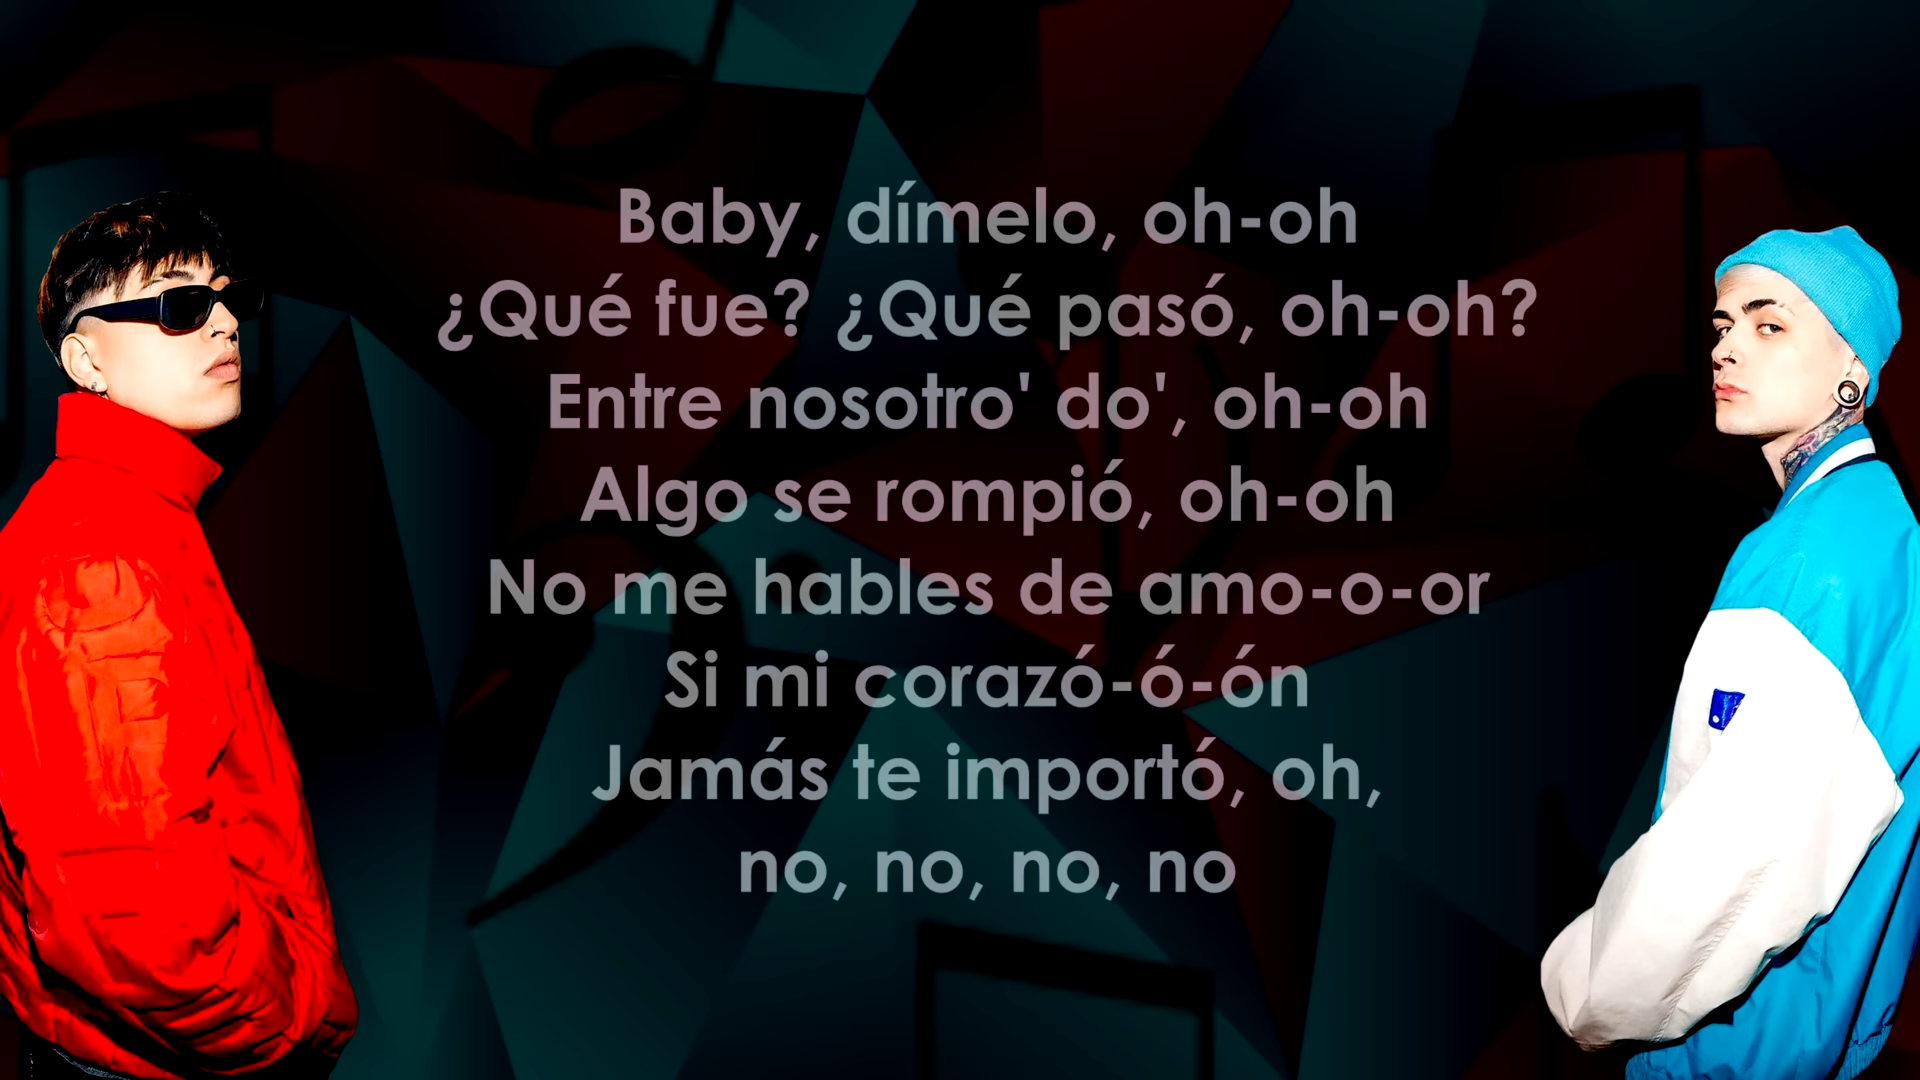 Baby, dímelo, oh-oh
¿Qué fue? ¿Qué pasó, oh-oh?
Entre nosotro' do', oh-oh
Algo se rompió, oh-oh
No me hables de amo-o-or
Si mi corazó-ó-ón
Jamás te importó, oh,
no, no, no, no